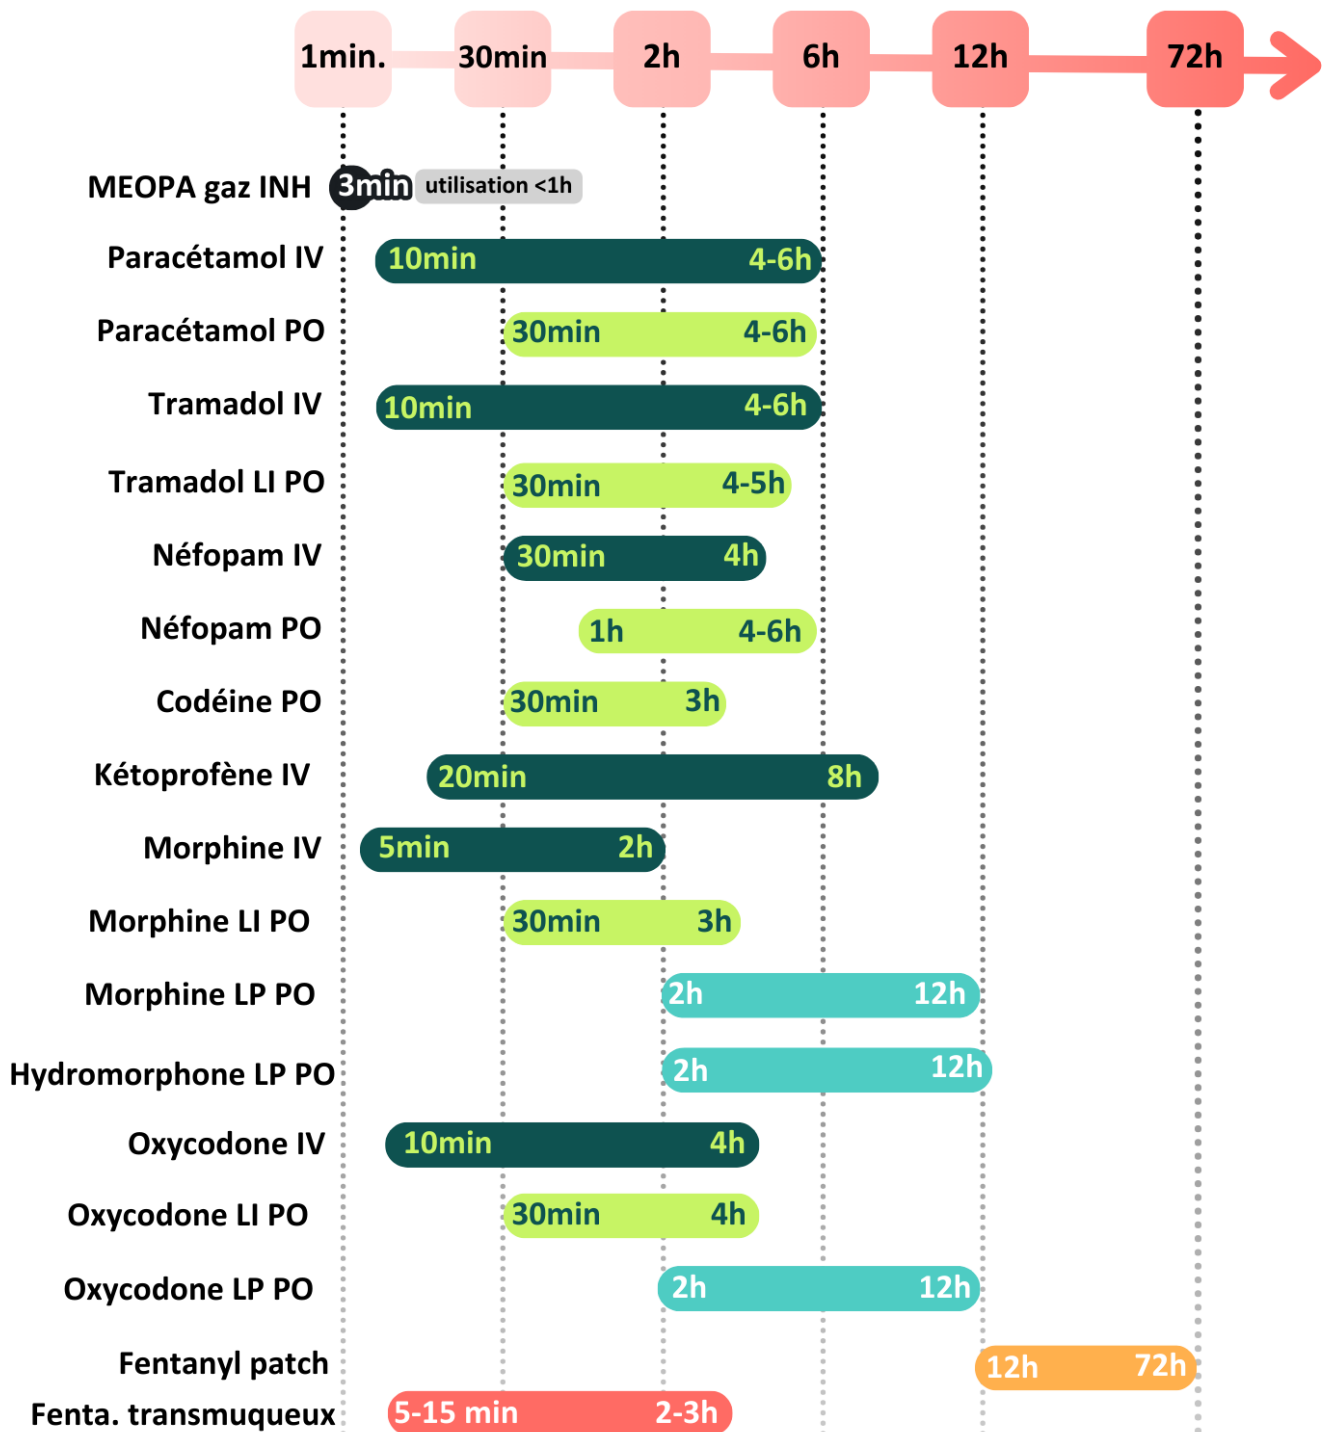 1min. 30min 2h 6h 12h 72h
MEOPA gaz INH 3min utilisation <1h
Paracétamol IV 10min 4-6h
Paracétamol PO 30min 4-6h
Tramadol IV 10min 4-6h
Tramadol LI PO 30min 4-5h
Néfopam IV 30min 4h
Néfopam PO 1h 4-6h
Codéine PO 30min 3h
Kétoprofène IV 20min 8h
Morphine IV 5min 2h
Morphine LI PO 30min 3h
Morphine LP PO 2h 12h
Hydromorphone LP PO 2h 12h
Oxycodone IV 10min 4h
Oxycodone LI PO 30min 4h
Oxycodone LP PO 2h 12h
Fentanyl patch 12h 72h
Fenta. transmuqueux 5-15 min 2-3h